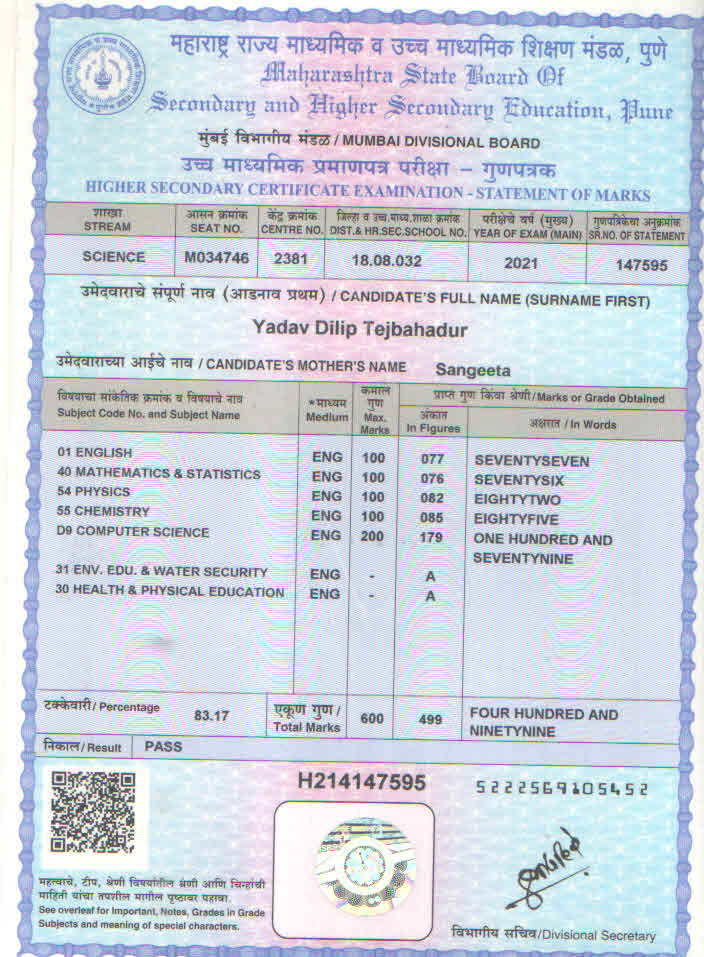 महाराष्ट्र राज्य माध्यमिक व उच्च माध्यमिक शिक्षण मंडळ, पुणे
Maharashtra State Board Of
Secondary and Higher Secondary Education, Pune
मुंबई विभागीय मंडळ / MUMBAI DIVISIONAL BOARD
उच्च माध्यमिक प्रमाणपत्र परीक्षा – गुणपत्रक
HIGHER SECONDARY CERTIFICATE EXAMINATION - STATEMENT OF MARKS
शाखा आसन क्रमांक केंद्र क्रमांक जिल्हा व उच्च.माध्य.शाळा क्रमांक परीक्षेचे वर्ष (मुख्य) गुणपत्रिकेचा अनुक्रमांक
STREAM SEAT NO. CENTRE NO. DIST.& HR.SEC.SCHOOL NO. YEAR OF EXAM (MAIN) SR.NO. OF STATEMENT
SCIENCE M034746 2381 18.08.032 2021 147595
उमेदवाराचे संपूर्ण नाव (आडनाव प्रथम) / CANDIDATE'S FULL NAME (SURNAME FIRST)
Yadav Dilip Tejbahadur
उमेदवाराच्या आईचे नाव / CANDIDATE'S MOTHER'S NAME Sangeeta
विषयाचा सांकेतिक क्रमांक व विषयाचे नाव *माध्यम कमाल गुण प्राप्त गुण किंवा श्रेणी/Marks or Grade Obtained
Subject Code No. and Subject Name Medium Max. Marks अंकात In Figures अक्षरात / In Words
01 ENGLISH ENG 100 077 SEVENTYSEVEN
40 MATHEMATICS & STATISTICS ENG 100 076 SEVENTYSIX
54 PHYSICS ENG 100 082 EIGHTYTWO
55 CHEMISTRY ENG 100 085 EIGHTYFIVE
D9 COMPUTER SCIENCE ENG 200 179 ONE HUNDRED AND
SEVENTYNINE
31 ENV. EDU. & WATER SECURITY ENG - A
30 HEALTH & PHYSICAL EDUCATION ENG - A
टक्केवारी/ Percentage 83.17 एकूण गुण / Total Marks 600 499 FOUR HUNDRED AND
NINETYNINE
निकाल/ Result PASS
H214147595 5222569105452
महत्वाचे, टीप, श्रेणी विषयांतील श्रेणी आणि चिन्हांची
माहिती यांचा तपशील मागील पृष्ठावर पहावा.
See overleaf for Important, Notes, Grades in Grade
Subjects and meaning of special characters.
विभागीय सचिव/Divisional Secretary